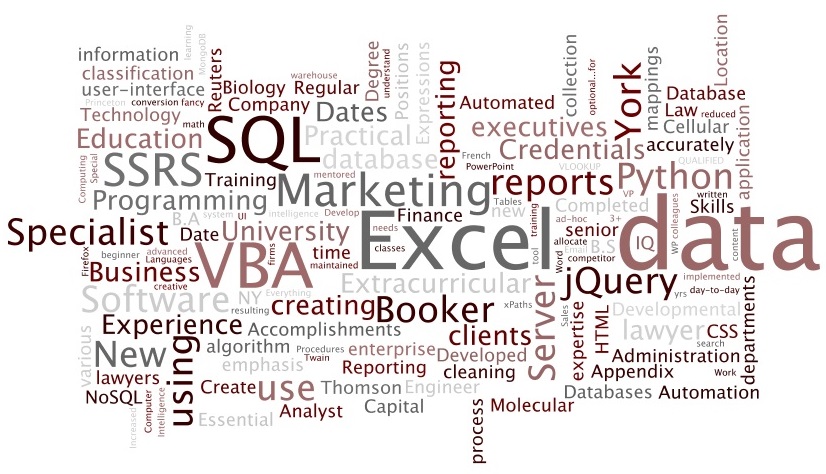 information
learning
MongoDB
Reuters
classification
user-interface
Princeton
conversion fancy
Technology
math
Education
Biology
Regular
warehouse
Company
Dates
Degree
understand
Positions
Expressions
reporting
Automated
collection
optional...for
York
mappings
Location
Database
Law
reduced
Cellular
accurately
application
executives
Credentials
French
PowerPoint
VLOOKUP
QUALIFIED
SQL
Practical
database
SSRS
Computing
Special
Training
mentored
Marketing
reports
Python
Programming
B.A
system
UI
intelligence
Develop
Finance
Tables
new
training
Completed
VP
written
Skills
colleagues
WP
content
Specialist
Date
University
needs
classes
Excel
tool
ad-hoc
3+
senior
allocate
Word
Email
B.S
competitor
data
IQ
Firefox
beginner
advanced
Languages
Business
creative
VBA
firms
time
maintained
Extracurricular
jQuery
yrs
implemented
day-to-day
Software
NY
Everything
resulting
creating
Booker
xPaths
Server
Sales
expertise
HTML
Developmental
lawyer
CSS
search
departments
Experience
Accomplishments
clients
various
New
using
algorithm
Procedures
Twain
enterprise
Developed
Administration
emphasis
Reporting
cleaning
Appendix
Work
lawyers
NoSQL
Create
use
Thomson
Engineer
Databases
Automation
Increased
Computer
Intelligence
Essential
Analyst
Capital
process
Molecular